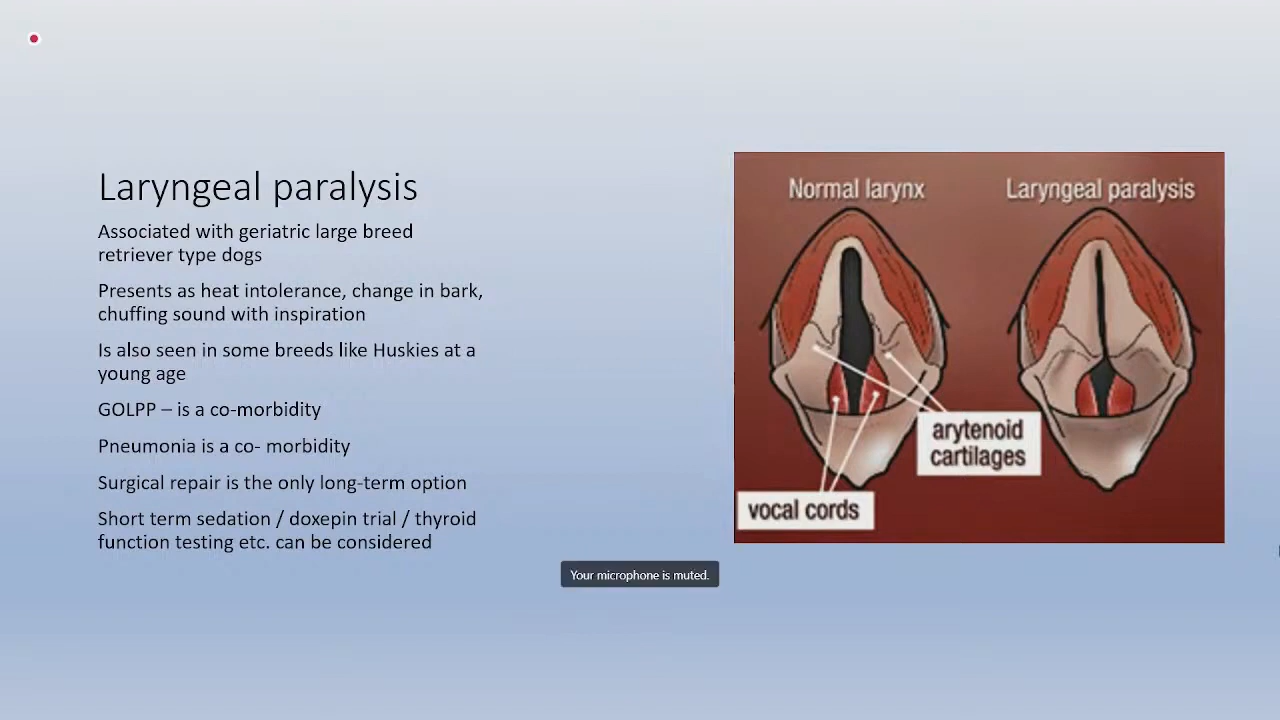 Laryngeal paralysis
Associated with geriatric large breed
retriever type dogs
Presents as heat intolerance, change in bark,
chuffing sound with inspiration
Is also seen in some breeds like Huskies at a
young age
GOLPP – is a co-morbidity
Pneumonia is a co- morbidity
Surgical repair is the only long-term option
Short term sedation / doxepin trial / thyroid
function testing etc. can be considered
Normal larynx
Laryngeal paralysis
arytenoid
cartilages
vocal cords
Your microphone is muted.